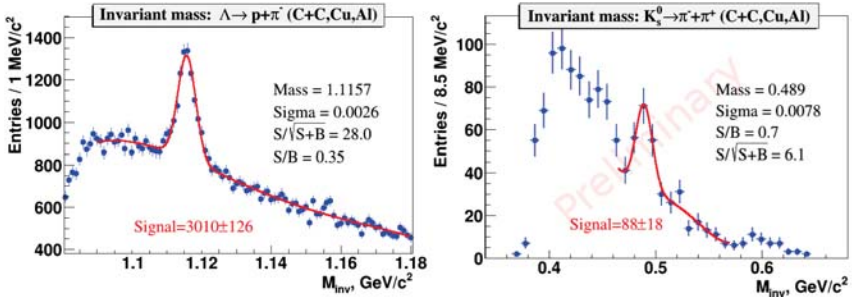 Invariant mass: Λ→ p+π⁻ (C+C,Cu,Al)
Entries / 1 MeV/c²
1400
1200
1000
800
600
400
Mass = 1.1157
Sigma = 0.0026
S/√S+B = 28.0
S/B = 0.35
Signal=3010±126
1.1
1.12
1.14
1.16
1.18
M_inv, GeV/c²
Invariant mass: K⁰ₛ→π⁻+π⁺ (C+C,Cu,Al)
Entries / 8.5 MeV/c²
100
80
60
40
20
0
Mass = 0.489
Sigma = 0.0078
S/B = 0.7
S/√S+B = 6.1
Preliminary
Signal=88±18
0.4
0.5
0.6
M_inv, GeV/c²